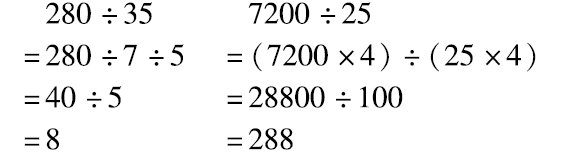 280 ÷ 35
= 280 ÷ 7 ÷ 5
= 40 ÷ 5
= 8
7200 ÷ 25
= (7200 × 4) ÷ (25 × 4)
= 28800 ÷ 100
= 288